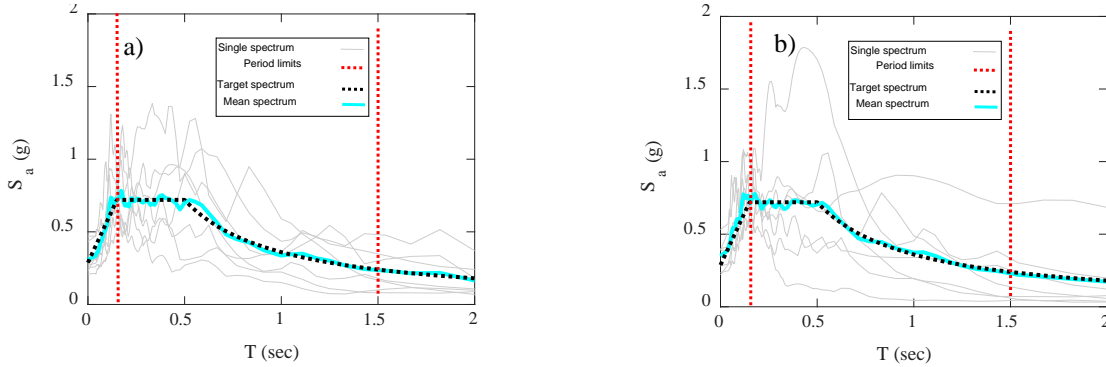 2
a)
Single spectrum
Period limits
Target spectrum
Mean spectrum
1.5
1
0.5
0
S a (g)
0 0.5 1 1.5 2
T (sec)
2
b)
Single spectrum
Period limits
Target spectrum
Mean spectrum
1.5
1
0.5
0
S a (g)
0 0.5 1 1.5 2
T (sec)